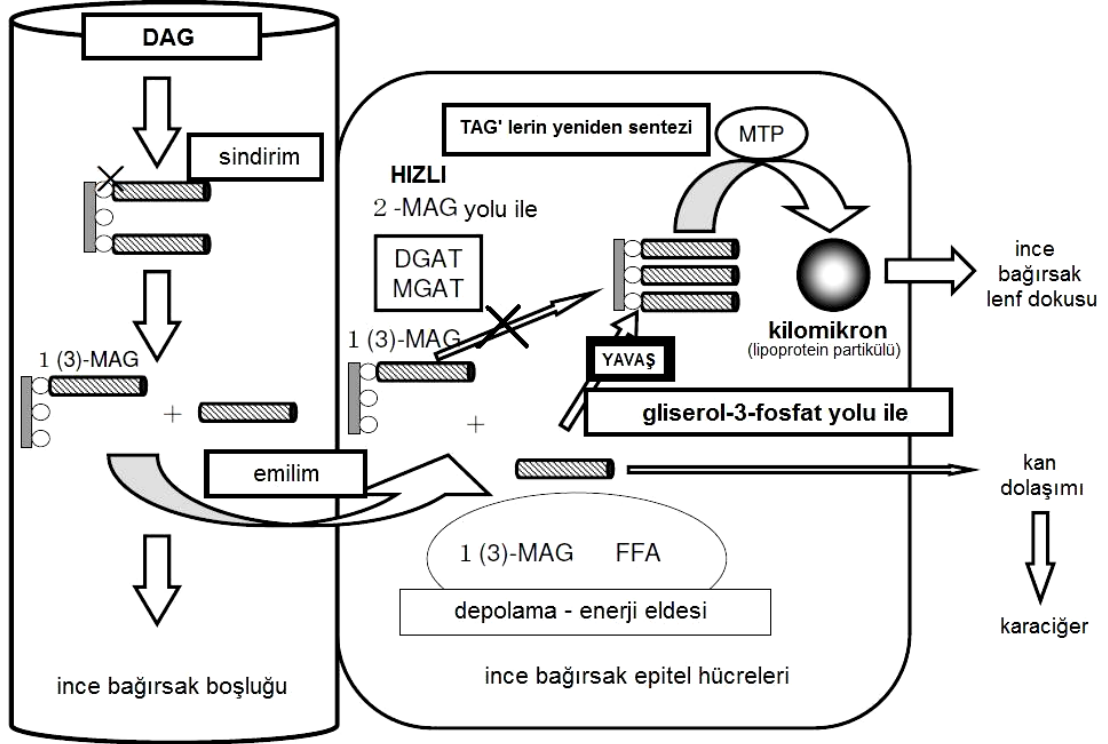 DAG
sindirim
1 (3)-MAG
+
emilim
ince bağırsak boşluğu
TAG' lerin yeniden sentezi
MTP
HIZLI
2 -MAG yolu ile
DGAT
MGAT
1 (3)-MAG
+
YAVAŞ
gliserol-3-fosfat yolu ile
kilomikron
(lipoprotein partikülü)
1 (3)-MAG FFA
depolama - enerji eldesi
ince bağırsak epitel hücreleri
ince
bağırsak
lenf dokusu
kan
dolaşımı
karaciğer